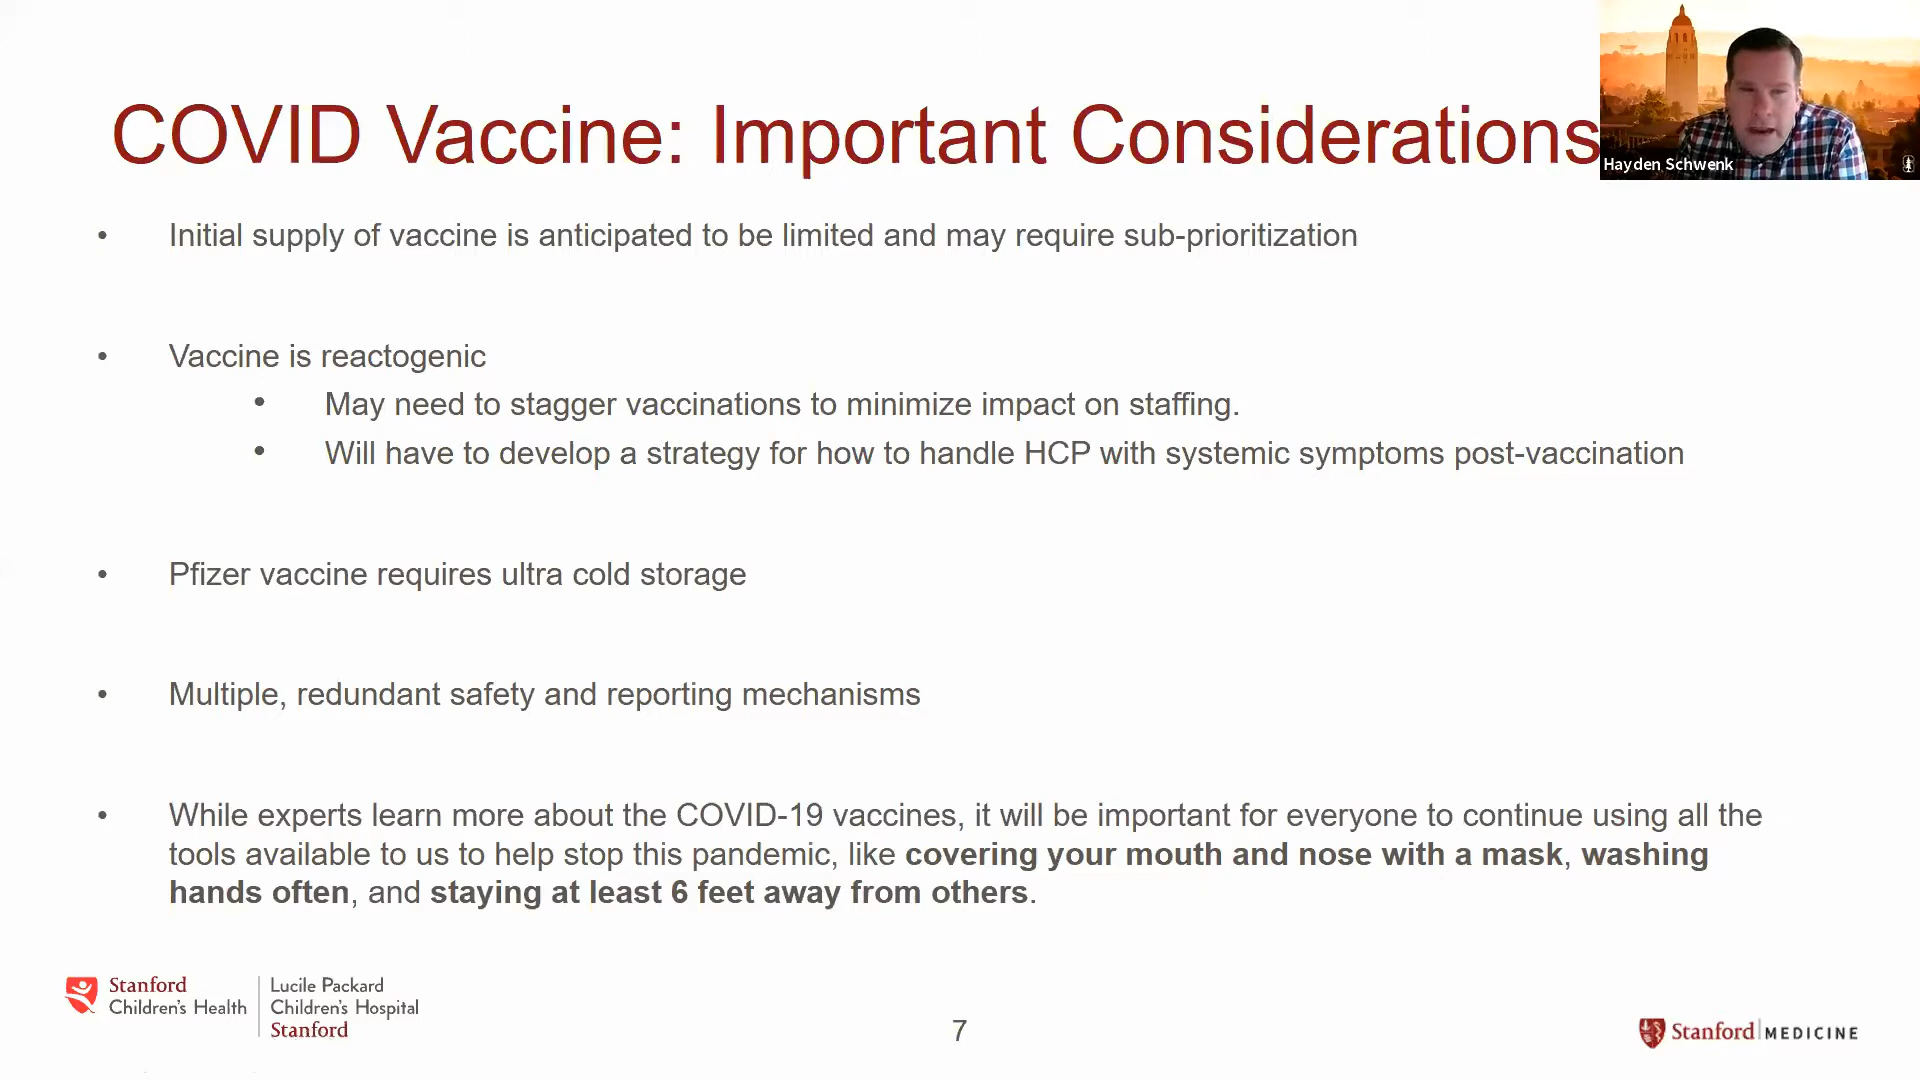 COVID Vaccine: Important Considerations
Hayden Schwenk
• Initial supply of vaccine is anticipated to be limited and may require sub-prioritization
• Vaccine is reactogenic
• May need to stagger vaccinations to minimize impact on staffing.
• Will have to develop a strategy for how to handle HCP with systemic symptoms post-vaccination
• Pfizer vaccine requires ultra cold storage
• Multiple, redundant safety and reporting mechanisms
• While experts learn more about the COVID-19 vaccines, it will be important for everyone to continue using all the
tools available to us to help stop this pandemic, like covering your mouth and nose with a mask, washing
hands often, and staying at least 6 feet away from others.
Stanford
Children's Health
Lucile Packard
Children's Hospital
Stanford
7
Stanford MEDICINE